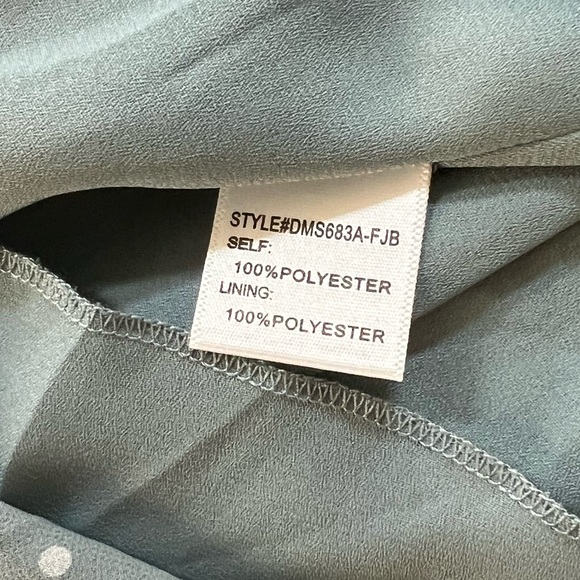 STYLE#DMS683A-FJB
SELF:
100%POLYESTER
LINING:
100%POLYESTER